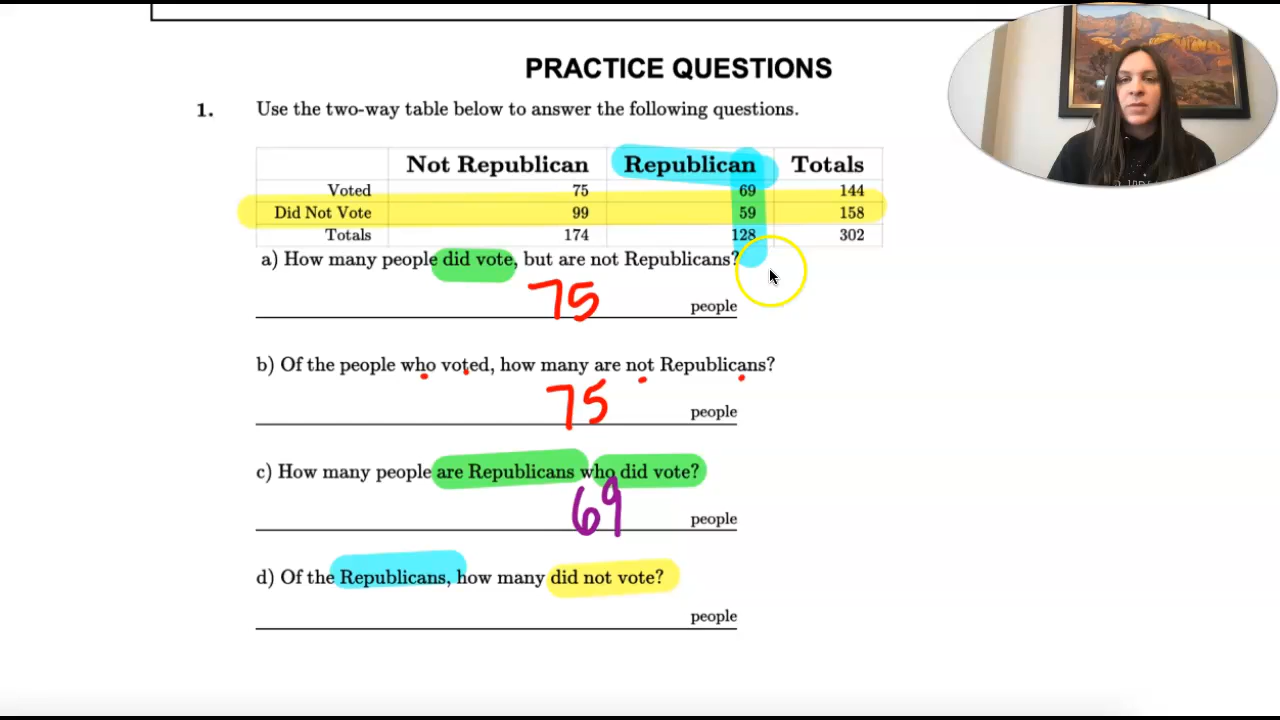 PRACTICE QUESTIONS
1. Use the two-way table below to answer the following questions.
Not Republican Republican Totals
Voted 75 69 144
Did Not Vote 99 59 158
Totals 174 128 302
a) How many people did vote, but are not Republicans?
75 people
b) Of the people who voted, how many are not Republicans?
75 people
c) How many people are Republicans who did vote?
69 people
d) Of the Republicans, how many did not vote?
people